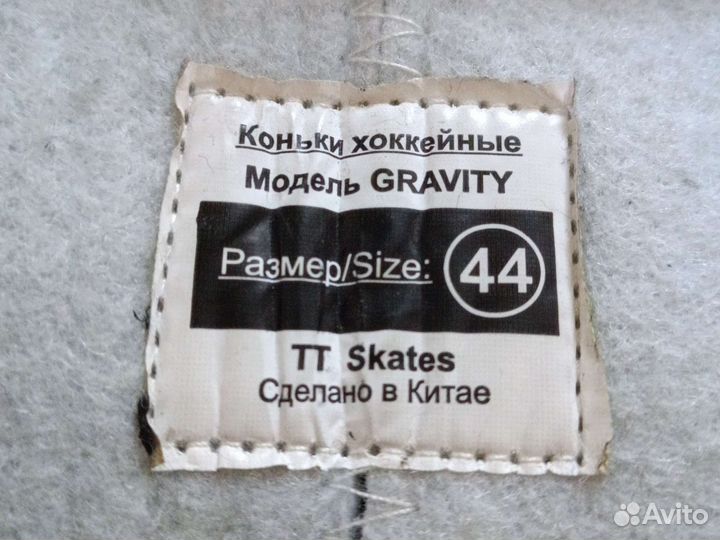 Коньки хоккейные
Модель GRAVITY
Размер/Size: 44
TT Skates
Сделано в Китае
Avito